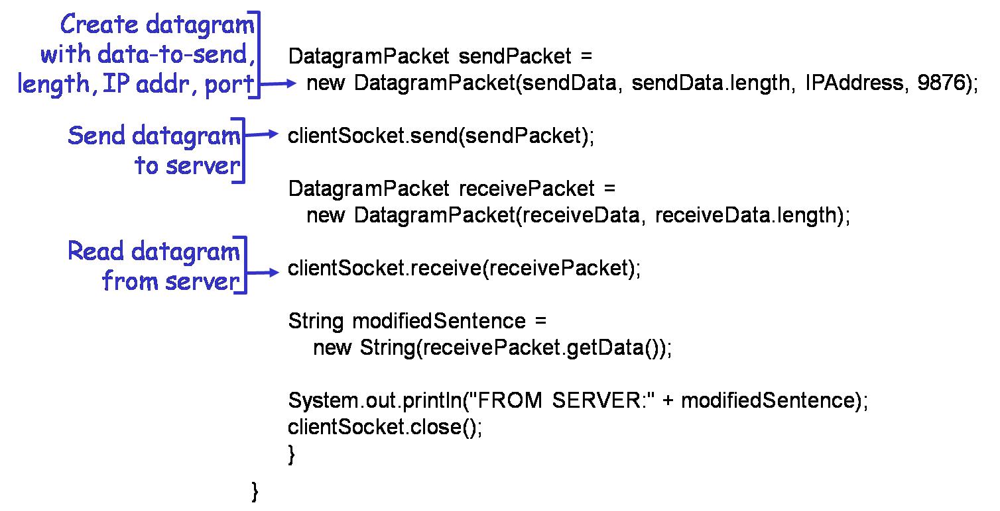 Create datagram
with data-to-send,
length, IP addr, port
DatagramPacket sendPacket =
new DatagramPacket(sendData, sendData.length, IPAddress, 9876);
Send datagram
to server
clientSocket.send(sendPacket);
DatagramPacket receivePacket =
new DatagramPacket(receiveData, receiveData.length);
Read datagram
from server
clientSocket.receive(receivePacket);
String modifiedSentence =
new String(receivePacket.getData());
System.out.println("FROM SERVER:" + modifiedSentence);
clientSocket.close();
}
}